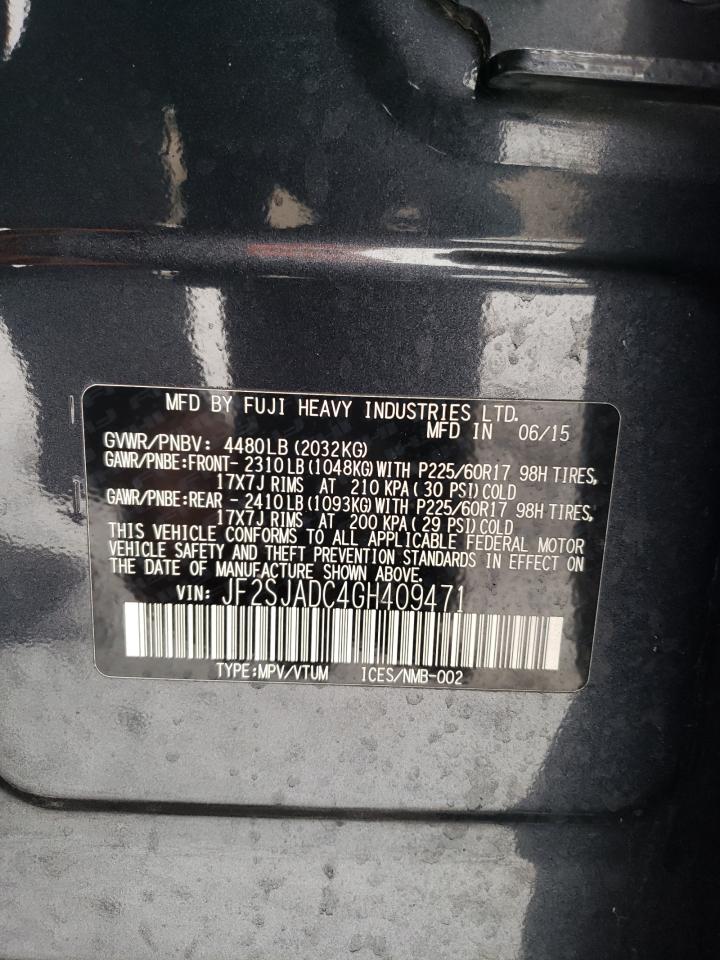 MFD BY FUJI HEAVY INDUSTRIES LTD.
MFD IN 06/15
GVWR/PNBV: 4480LB(2032KG)
GAWR/PNBE:FRONT- 2310LB(1048KG)WITH P225/60R17 98H TIRES,
17X7J RIMS AT 210 KPA(30 PSI)COLD
GAWR/PNBE:REAR - 2410LB(1093KG)WITH P225/60R17 98H TIRES,
17X7J RIMS AT 200 KPA(29 PSI)COLD
THIS VEHICLE CONFORMS TO ALL APPLICABLE FEDERAL MOTOR
VEHICLE SAFETY AND THEFT PREVENTION STANDARDS IN EFFECT ON
THE DATE OF MANUFACTURE SHOWN ABOVE.
VIN: JF2SJADC4GH409471
TYPE:MPV/VTUM ICES/NMB-002